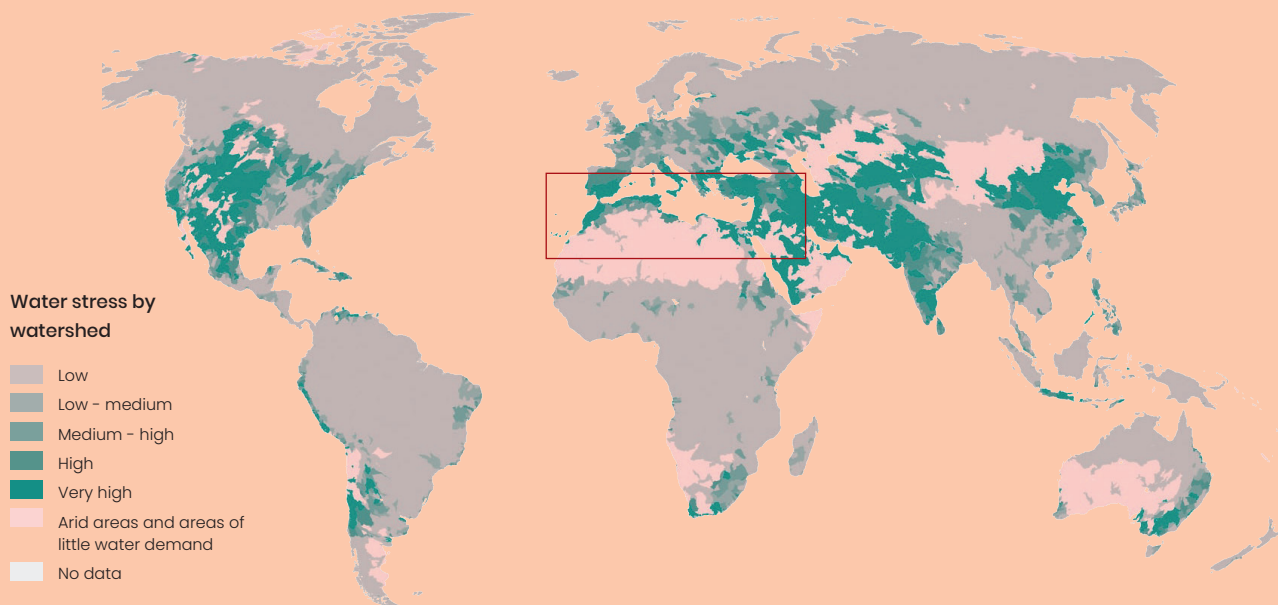 Water stress by
watershed
Low
Low - medium
Medium - high
High
Very high
Arid areas and areas of
little water demand
No data